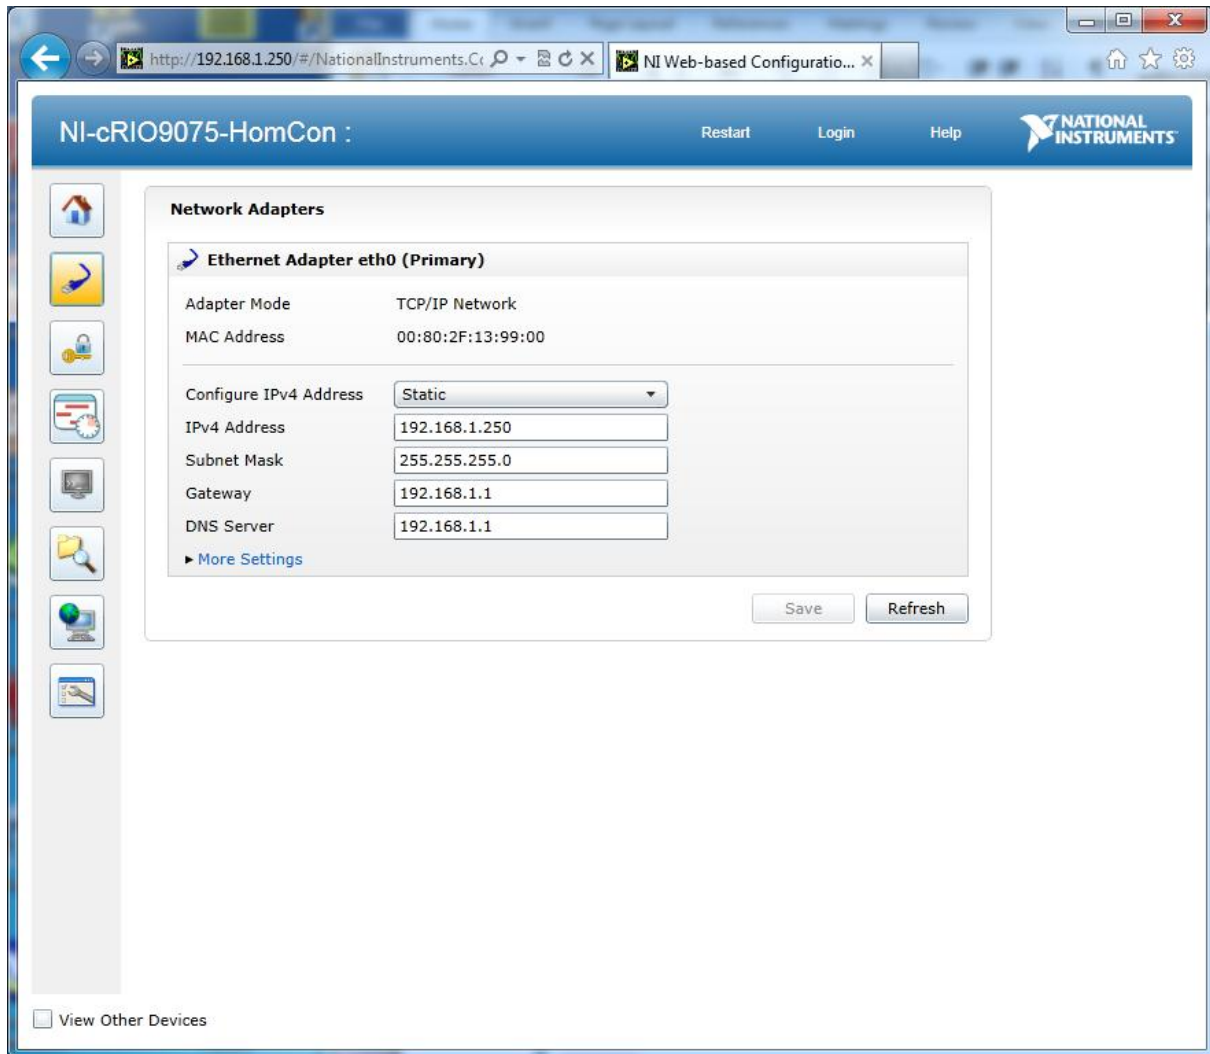 http://192.168.1.250/#/NationalInstruments.Cc
NI Web-based Configuratio...
NI-cRIO9075-HomCon :
Restart
Login
Help
NATIONAL INSTRUMENTS
Network Adapters
Ethernet Adapter eth0 (Primary)
Adapter Mode TCP/IP Network
MAC Address 00:80:2F:13:99:00
Configure IPv4 Address Static
IPv4 Address 192.168.1.250
Subnet Mask 255.255.255.0
Gateway 192.168.1.1
DNS Server 192.168.1.1
More Settings
Save
Refresh
View Other Devices